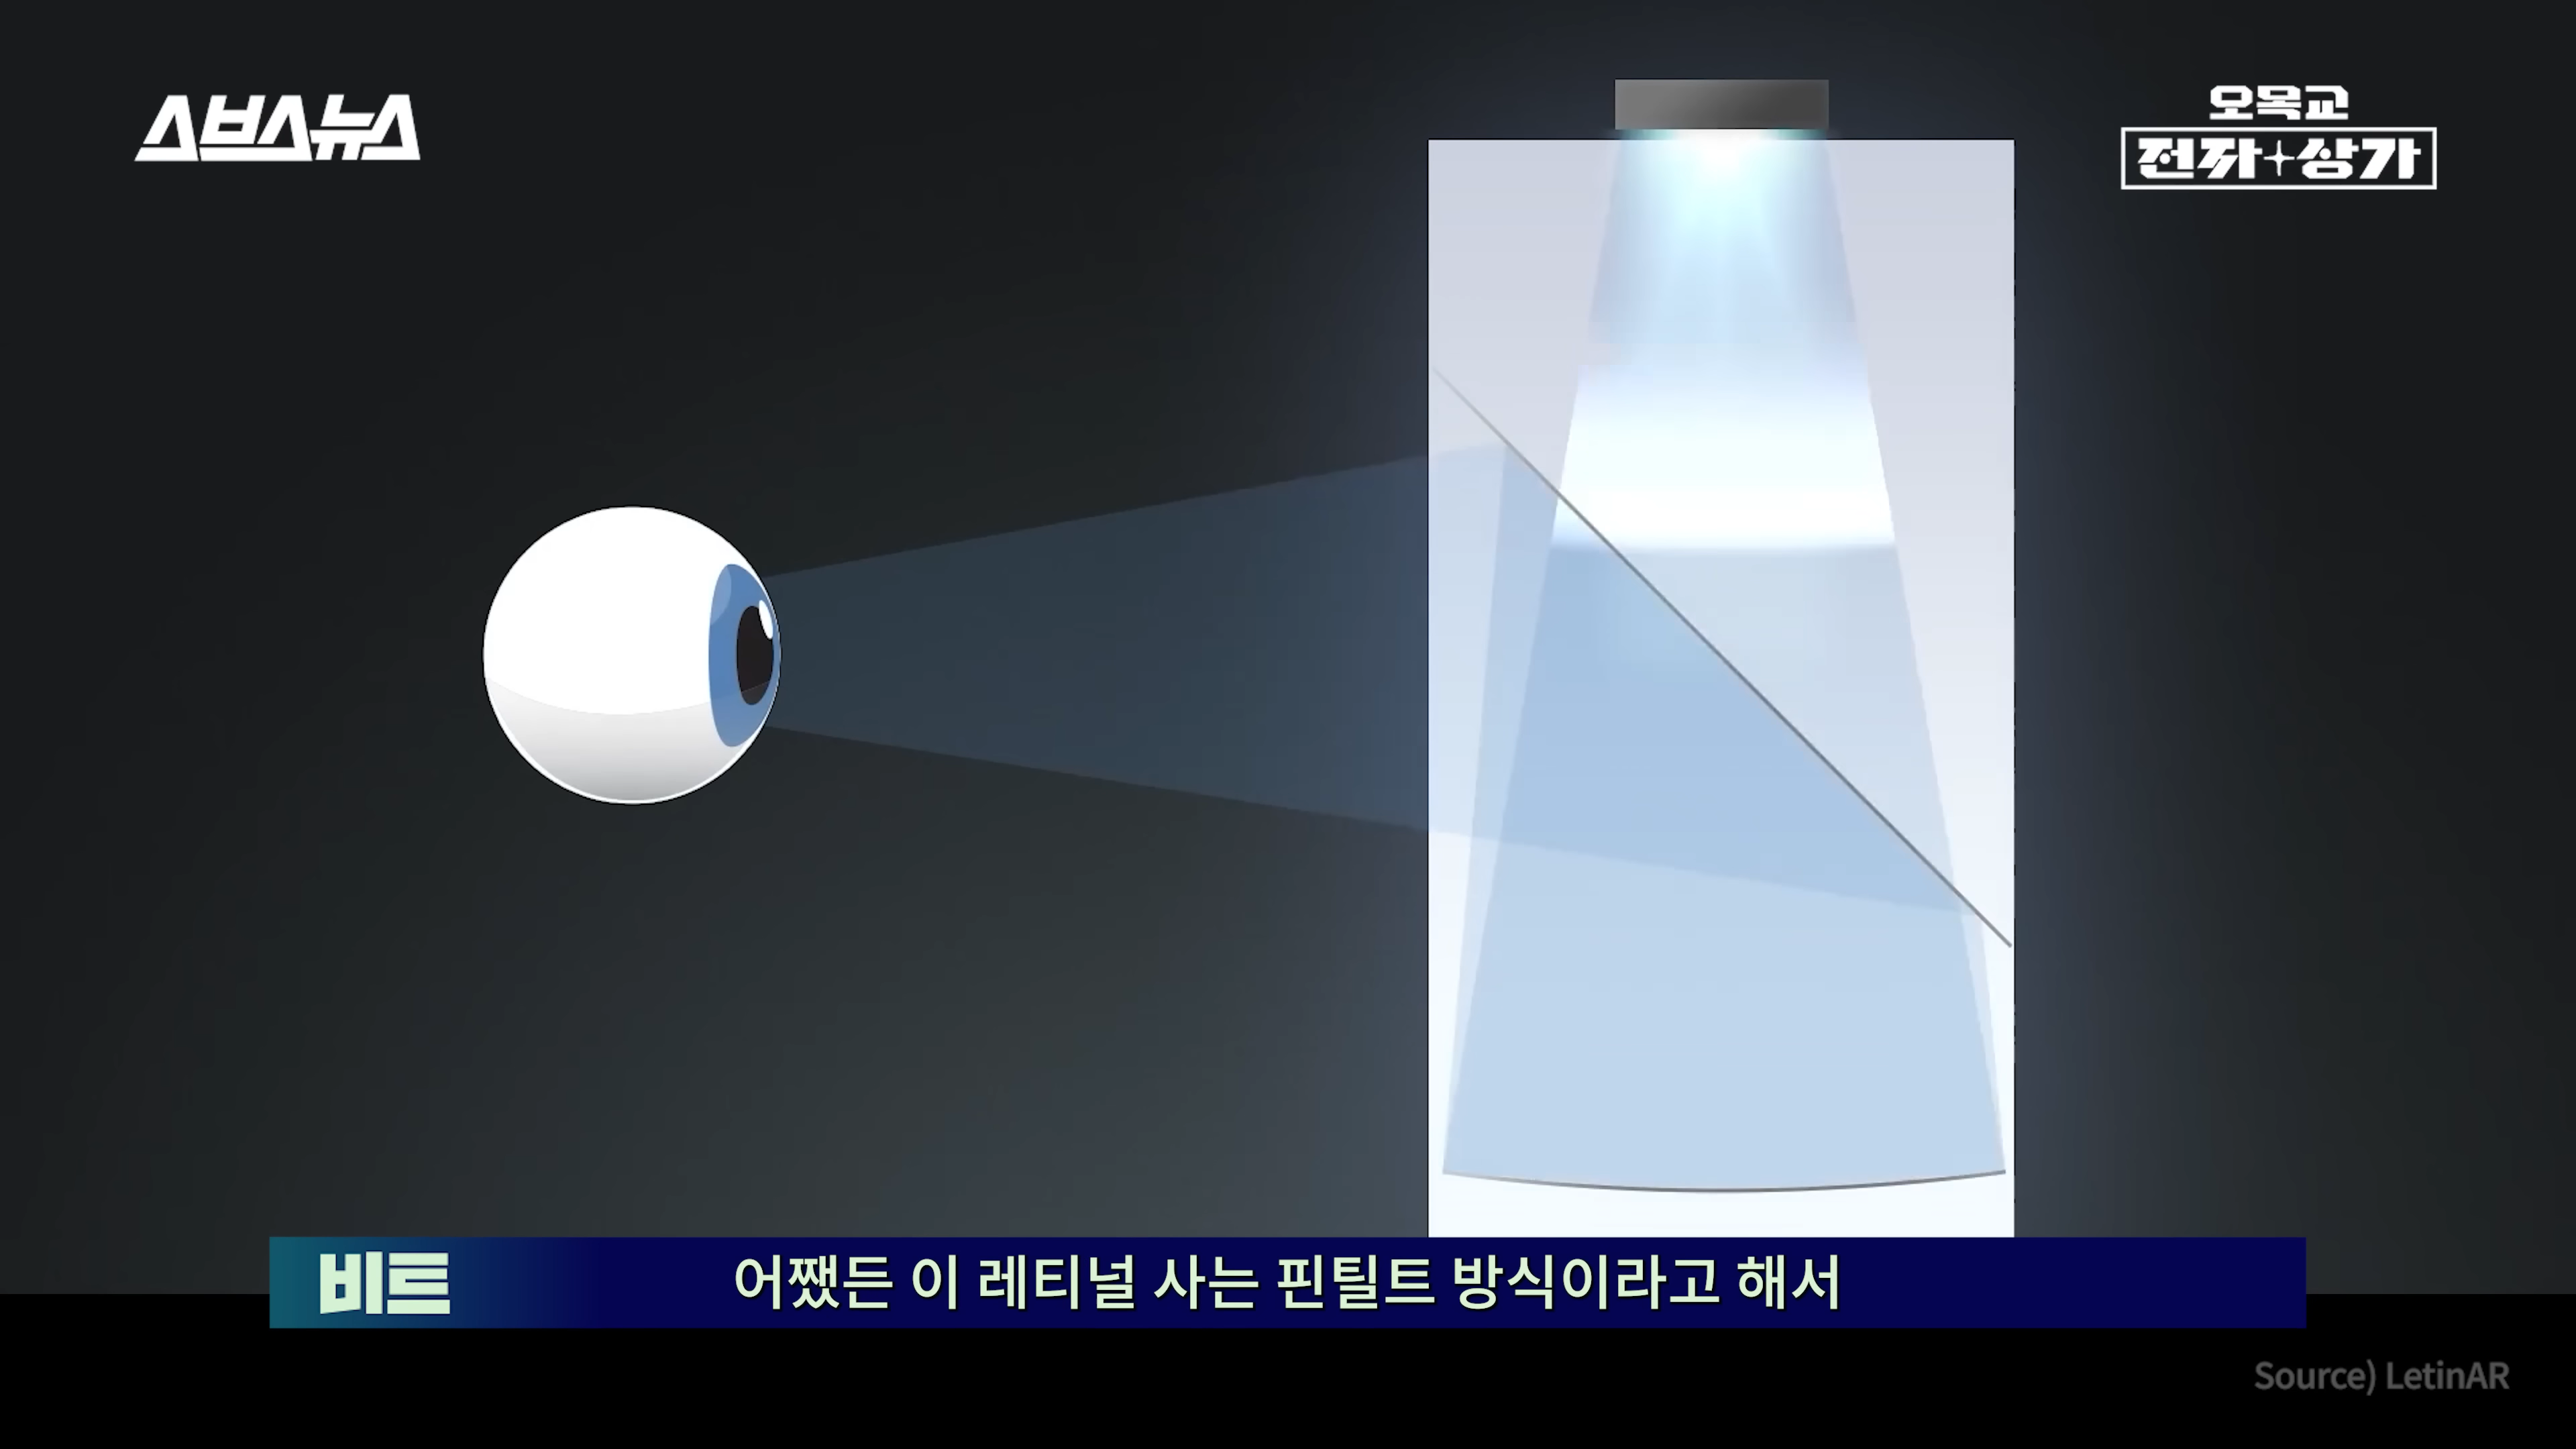 스브스뉴스
오목교
전자상가
비트
어쨌든 이 레티널 사는 핀틸트 방식이라고 해서
Source) LetinAR